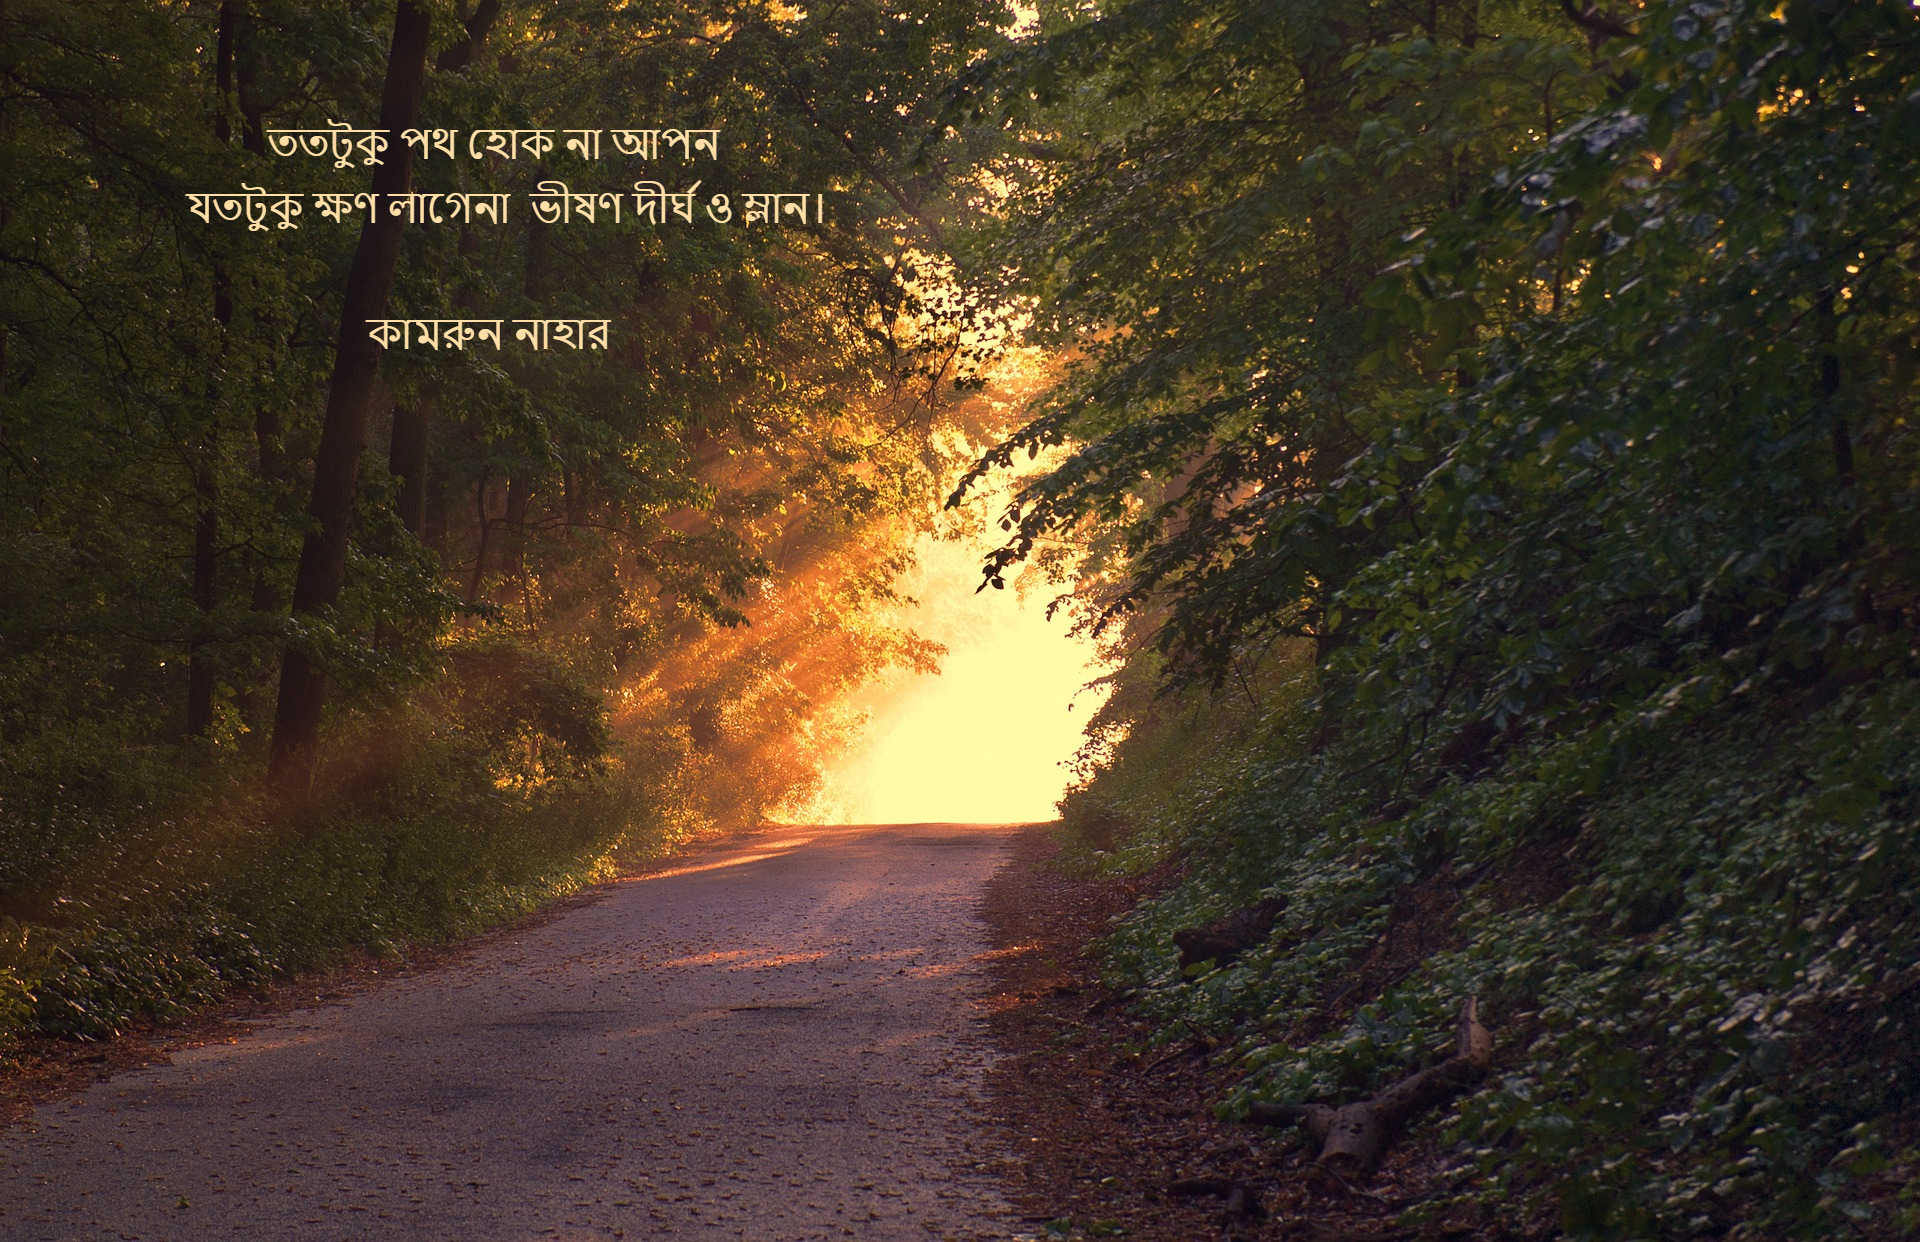 ততটুকু পথ হোক না আপন
যতটুকু ক্ষণ লাগেনা ভীষণ দীর্ঘ ও ম্লান।
কামরুন নাহার